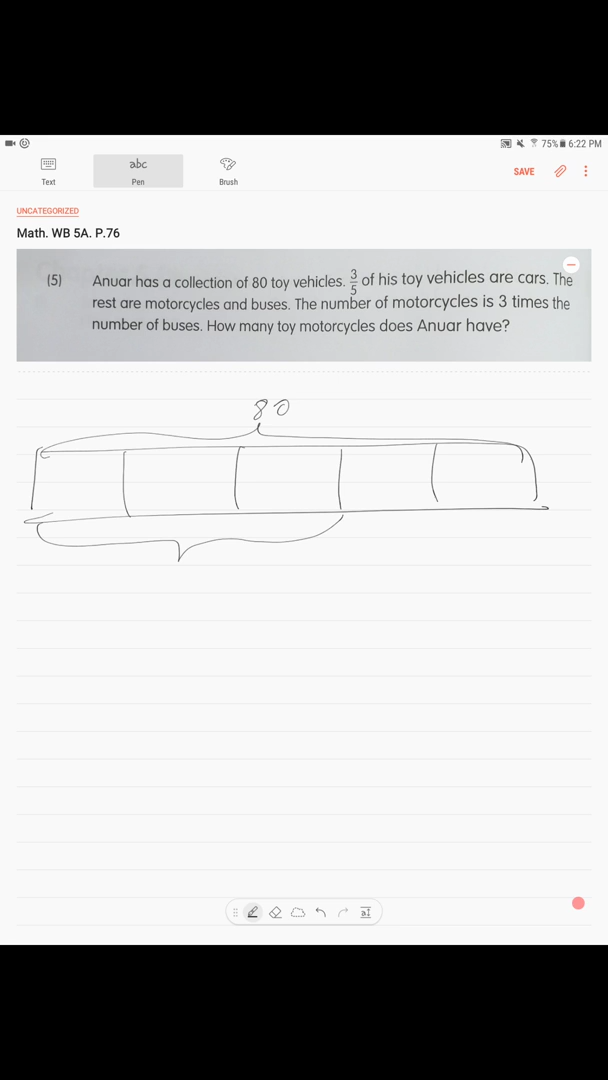 75% 6:22 PM
Text
abc
Pen
Brush
SAVE
UNCATEGORIZED
Math. WB 5A. P.76
(5) Anuar has a collection of 80 toy vehicles. 3/5 of his toy vehicles are cars. The
rest are motorcycles and buses. The number of motorcycles is 3 times the
number of buses. How many toy motorcycles does Anuar have?
80